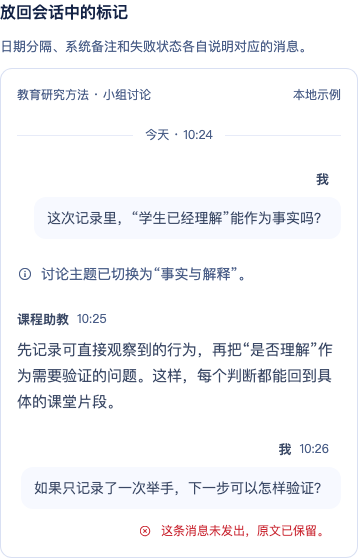 放回会话中的标记
日期分隔、系统备注和失败状态各自说明对应的消息。
教育研究方法 · 小组讨论
本地示例
今天 · 10:24
我
这次记录里，“学生已经理解”能作为事实吗？
讨论主题已切换为“事实与解释”。
课程助教 10:25
先记录可直接观察到的行为，再把“是否理解”作
为需要验证的问题。这样，每个判断都能回到具
体的课堂片段。
我 10:26
如果只记录了一次举手，下一步可以怎样验证？
这条消息未发出，原文已保留。